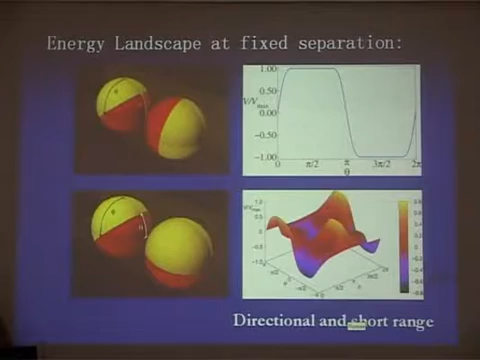 Energy Landscape at fixed separation:
1.00
0.50
V/Vmax
0.00
-0.50
-1.00
0 π/2 π 3π/2 2π
θ
Directional and short range